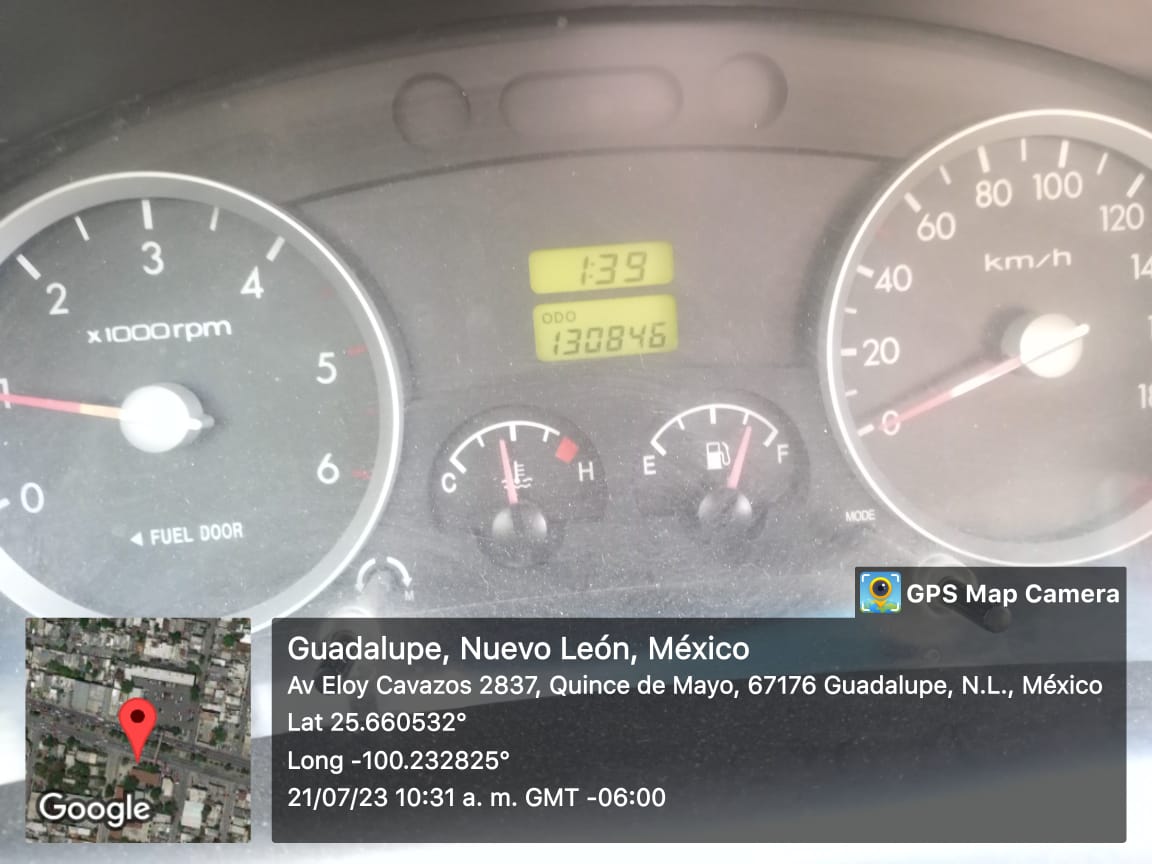 2
3
4
x1000rpm
5
1
6
0
◄ FUEL DOOR
1:39
ODO
130846
C
H
E
F
60
80
100
120
km/h
40
20
0
MODE
M
GPS Map Camera
Guadalupe, Nuevo León, México
Av Eloy Cavazos 2837, Quince de Mayo, 67176 Guadalupe, N.L., México
Lat 25.660532°
Long -100.232825°
21/07/23 10:31 a. m. GMT -06:00
Google